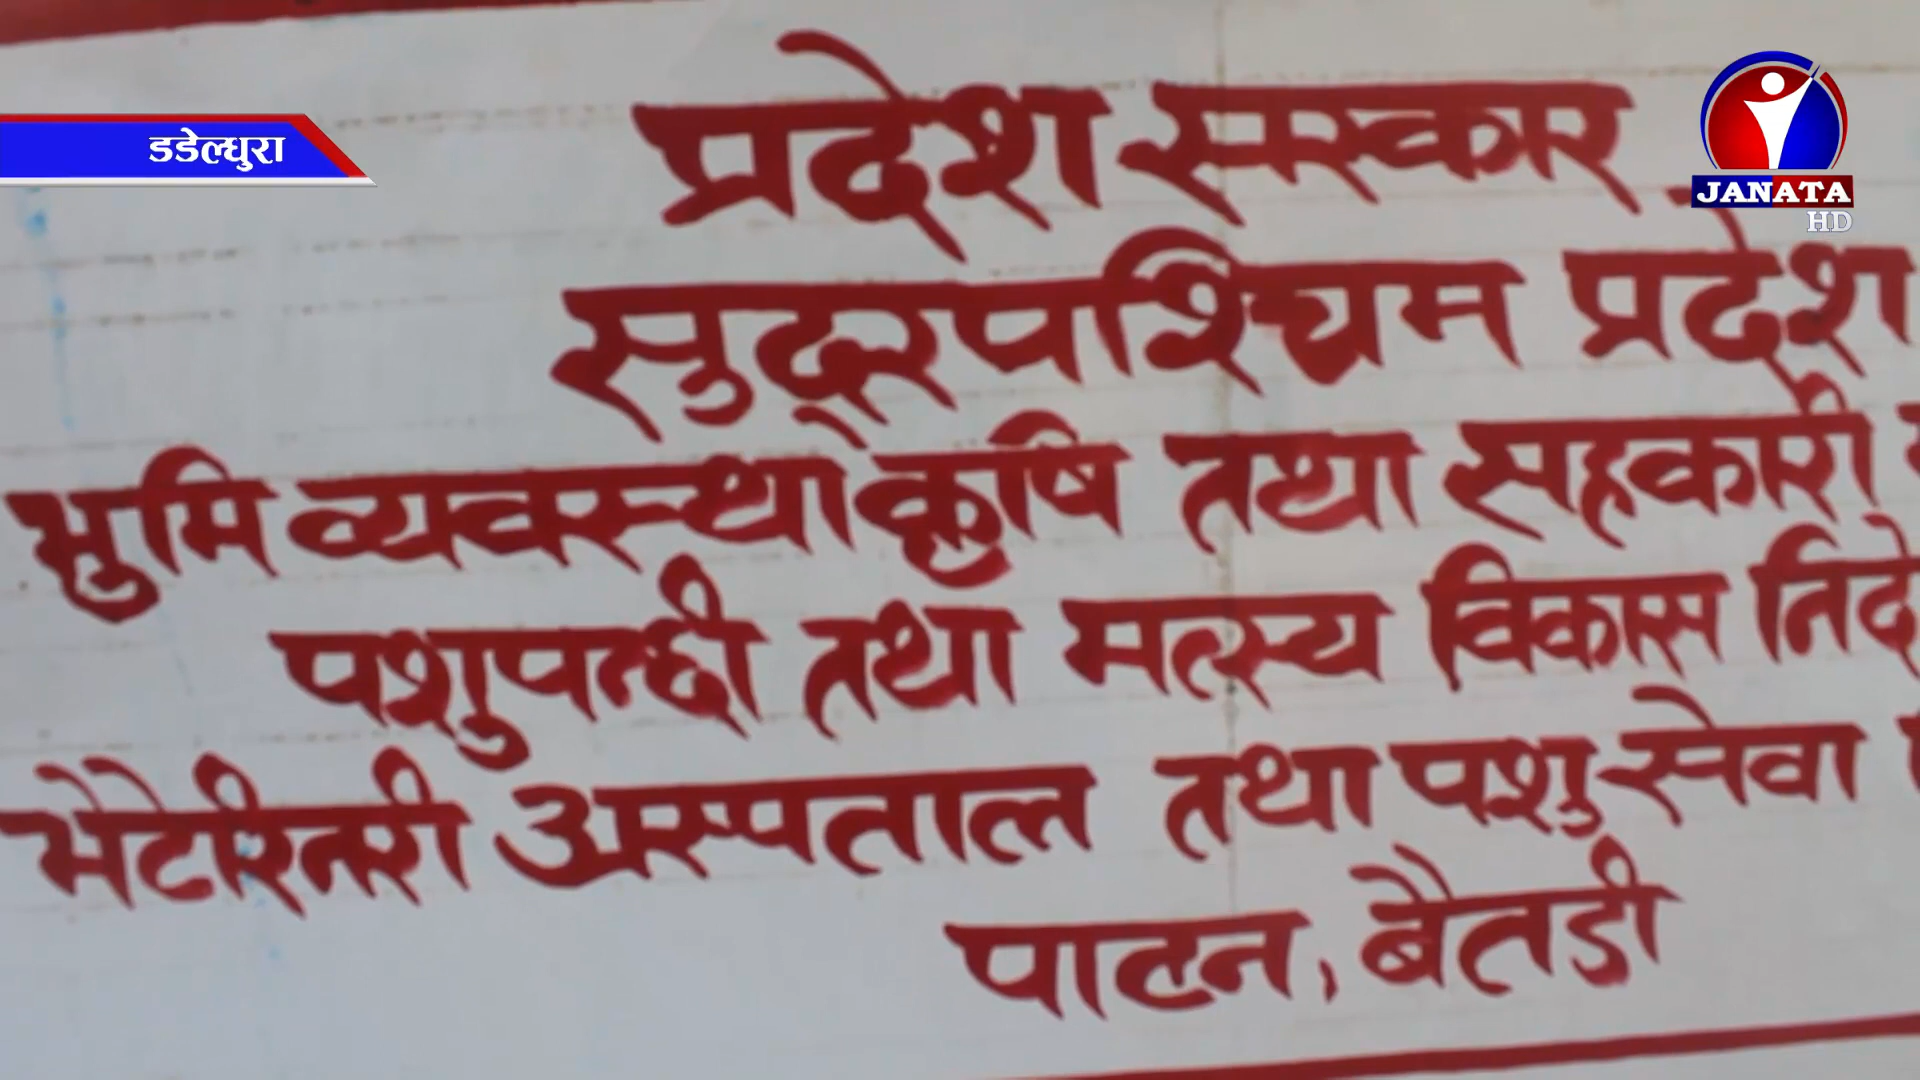 डडेल्धुरा
JANATA
HD
प्रदेश सरकार
सुदूरपश्चिम प्रदेश
भुमि व्यवस्था कृषि तथा सहकारी
पशुपन्छी तथा मत्स्य विकास
भेटेरिनरी अस्पताल तथा पशु सेवा
पाटन, बैतडी